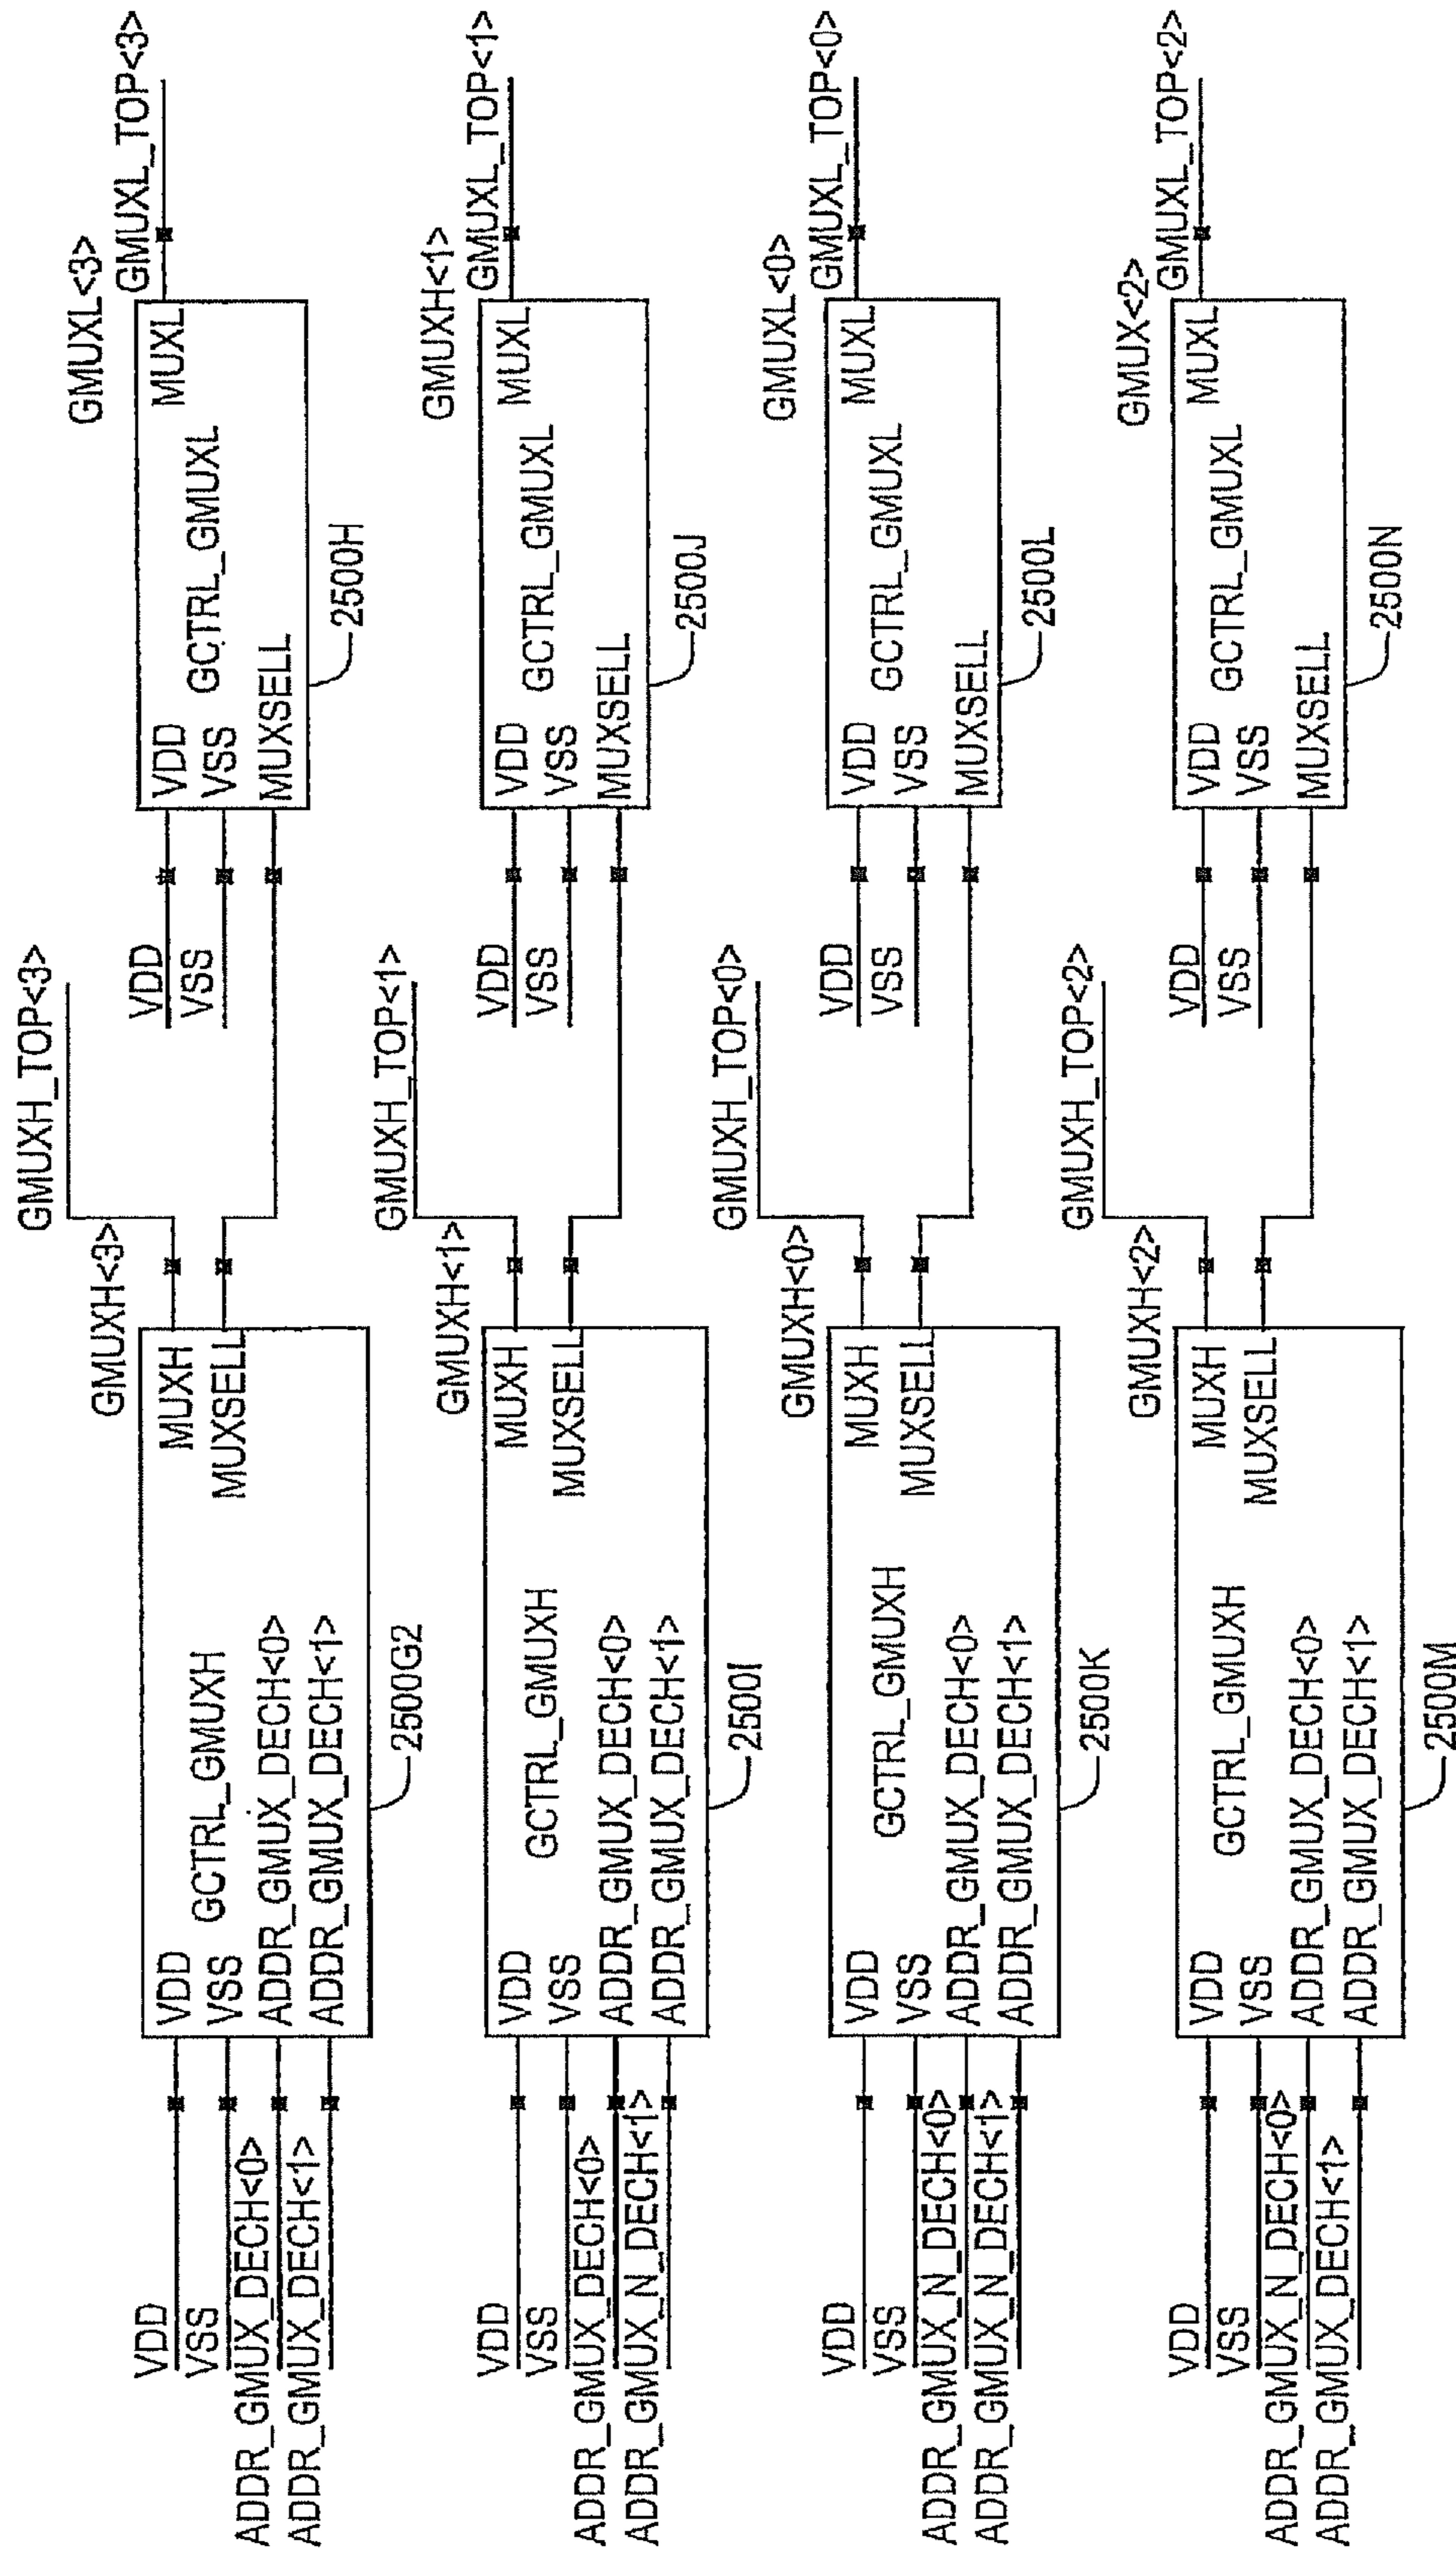 VDD
VSS
ADDR_GMUX_DECH<0>
ADDR_GMUX_DECH<1>
VDD
VSS
ADDR_GMUX_DECH<0>
ADDR_GMUX_DECH<1>
GCTRL_GMUXH
MUXH
MUXSELL
2500G2
GMUXH<3>
GMUXH_TOP<3>
VDD
VSS
VDD
VSS
MUXSELL
GCTRL_GMUXL
MUXL
2500H
GMUXL<3>
GMUXL_TOP<3>
VDD
VSS
ADDR_GMUX_DECH<0>
ADDR_GMUX_N_DECH<1>
VDD
VSS
ADDR_GMUX_DECH<0>
ADDR_GMUX_DECH<1>
GCTRL_GMUXH
MUXH
MUXSELL
2500I
GMUXH<1>
GMUXH_TOP<1>
VDD
VSS
VDD
VSS
MUXSELL
GCTRL_GMUXL
MUXL
2500J
GMUXH<1>
GMUXL_TOP<1>
VDD
VSS
ADDR_GMUX_N_DECH<0>
ADDR_GMUX_N_DECH<1>
VDD
VSS
ADDR_GMUX_DECH<0>
ADDR_GMUX_DECH<1>
GCTRL_GMUXH
MUXH
MUXSELL
2500K
GMUXH<0>
GMUXH_TOP<0>
VDD
VSS
VDD
VSS
MUXSELL
GCTRL_GMUXL
MUXL
2500L
GMUXL<0>
GMUXL_TOP<0>
VDD
VSS
ADDR_GMUX_N_DECH<0>
ADDR_GMUX_DECH<1>
VDD
VSS
ADDR_GMUX_DECH<0>
ADDR_GMUX_DECH<1>
GCTRL_GMUXH
MUXH
MUXSELL
2500M
GMUXH<2>
GMUXH_TOP<2>
VDD
VSS
VDD
VSS
MUXSELL
GCTRL_GMUXL
MUXL
2500N
GMUX<2>
GMUXL_TOP<2>